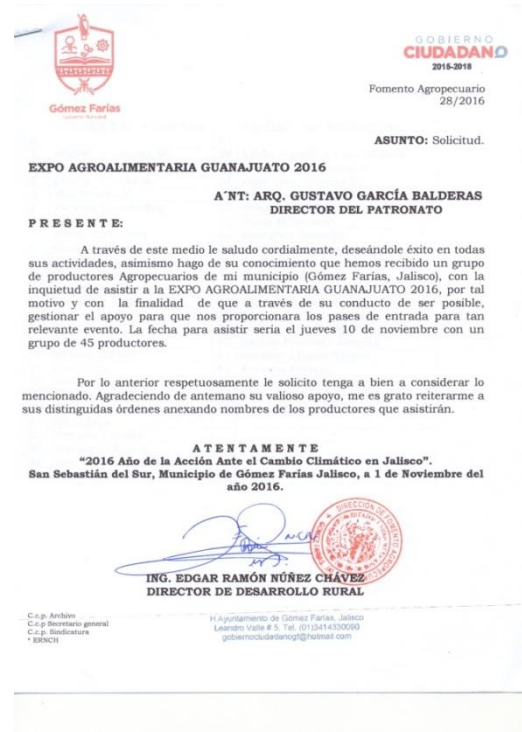 Gómez Farías
GOBIERNO
CIUDADANO
2015-2018
Fomento Agropecuario
28/2016
ASUNTO: Solicitud.
EXPO AGROALIMENTARIA GUANAJUATO 2016
A´NT: ARQ. GUSTAVO GARCÍA BALDERAS
DIRECTOR DEL PATRONATO
P R E S E N T E:
A través de este medio le saludo cordialmente, deseándole éxito en todas
sus actividades, asimismo hago de su conocimiento que hemos recibido un grupo
de productores Agropecuarios de mi municipio (Gómez Farías, Jalisco), con la
inquietud de asistir a la EXPO AGROALIMENTARIA GUANAJUATO 2016, por tal
motivo y con la finalidad de que a través de su conducto de ser posible,
gestionar el apoyo para que nos proporcionara los pases de entrada para tan
relevante evento. La fecha para asistir sería el jueves 10 de noviembre con un
grupo de 45 productores.
Por lo anterior respetuosamente le solicito tenga a bien a considerar lo
mencionado. Agradeciendo de antemano su valioso apoyo, me es grato reiterarme a
sus distinguidas órdenes anexando nombres de los productores que asistirán.
A T E N T A M E N T E
“2016 Año de la Acción Ante el Cambio Climático en Jalisco”.
San Sebastián del Sur, Municipio de Gómez Farías Jalisco, a 1 de Noviembre del
año 2016.
DIRECCIÓN DE FOMENTO AGROPECUARIO
ING. EDGAR RAMÓN NÚÑEZ CHÁVEZ
DIRECTOR DE DESARROLLO RURAL
C.c.p. Archivo
C.c.p Secretario general
C.c.p. Sindicatura
* ERNCH
H.Ayuntamiento de Gómez Farías, Jalisco
Leandro Valle # 5. Tel. (01)3414330090
gobiernociudadanogf@hotmail.com